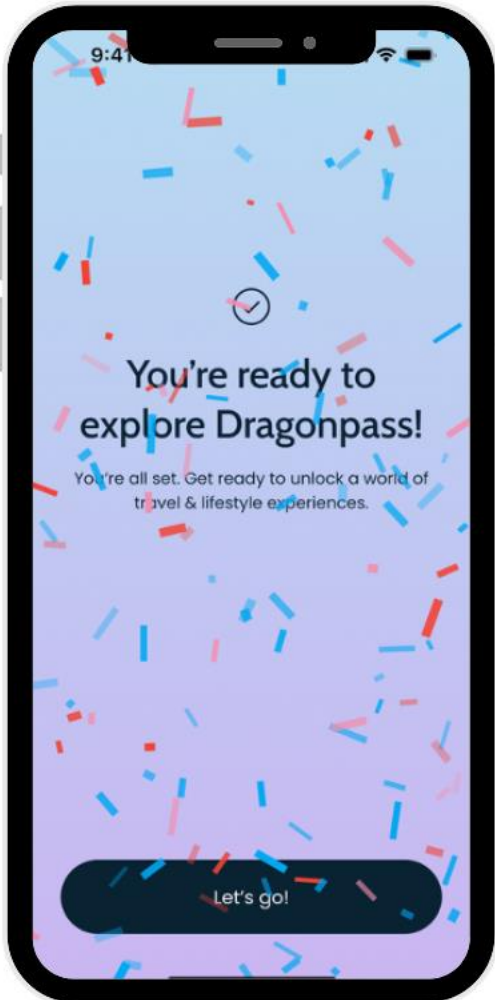 9:41
You're ready to
explore Dragonpass!
You're all set. Get ready to unlock a world of
travel & lifestyle experiences.
Let's go!